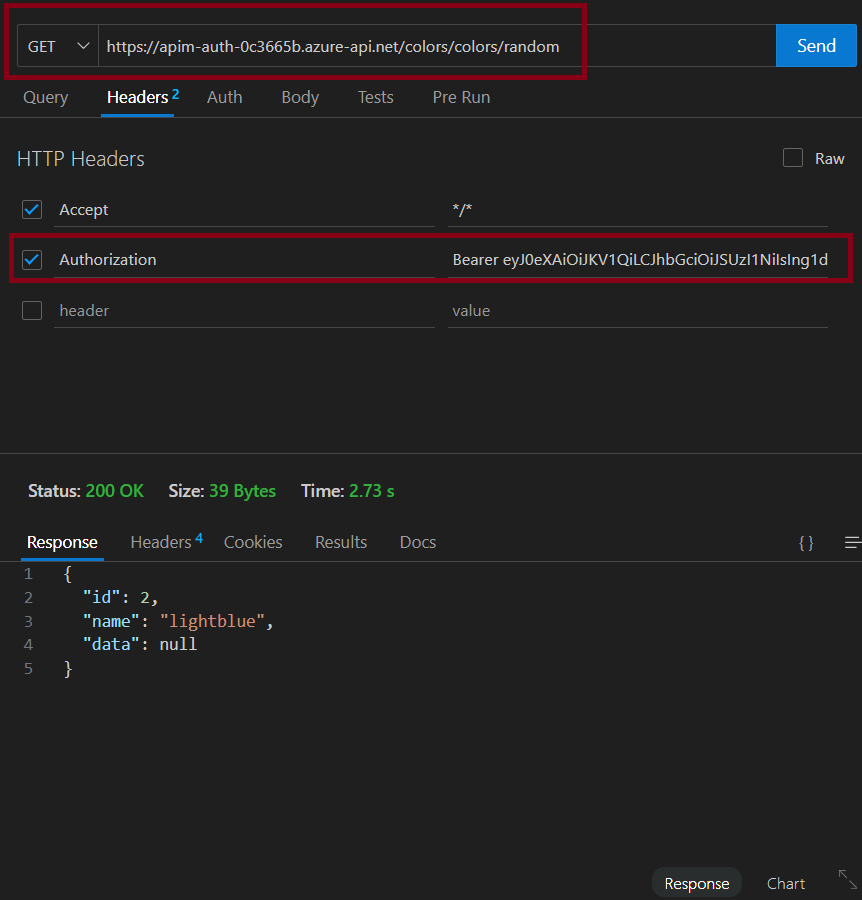 GET https://apim-auth-0c3665b.azure-api.net/colors/colors/random Send
Query Headers 2 Auth Body Tests Pre Run
HTTP Headers Raw
Accept */*
Authorization Bearer eyJ0eXAiOiJKV1QiLCJhbGciOiJSUzI1NiIsIng1d
header value
Status: 200 OK Size: 39 Bytes Time: 2.73 s
Response Headers 4 Cookies Results Docs { }
1 {
2 "id": 2,
3 "name": "lightblue",
4 "data": null
5 }
Response Chart